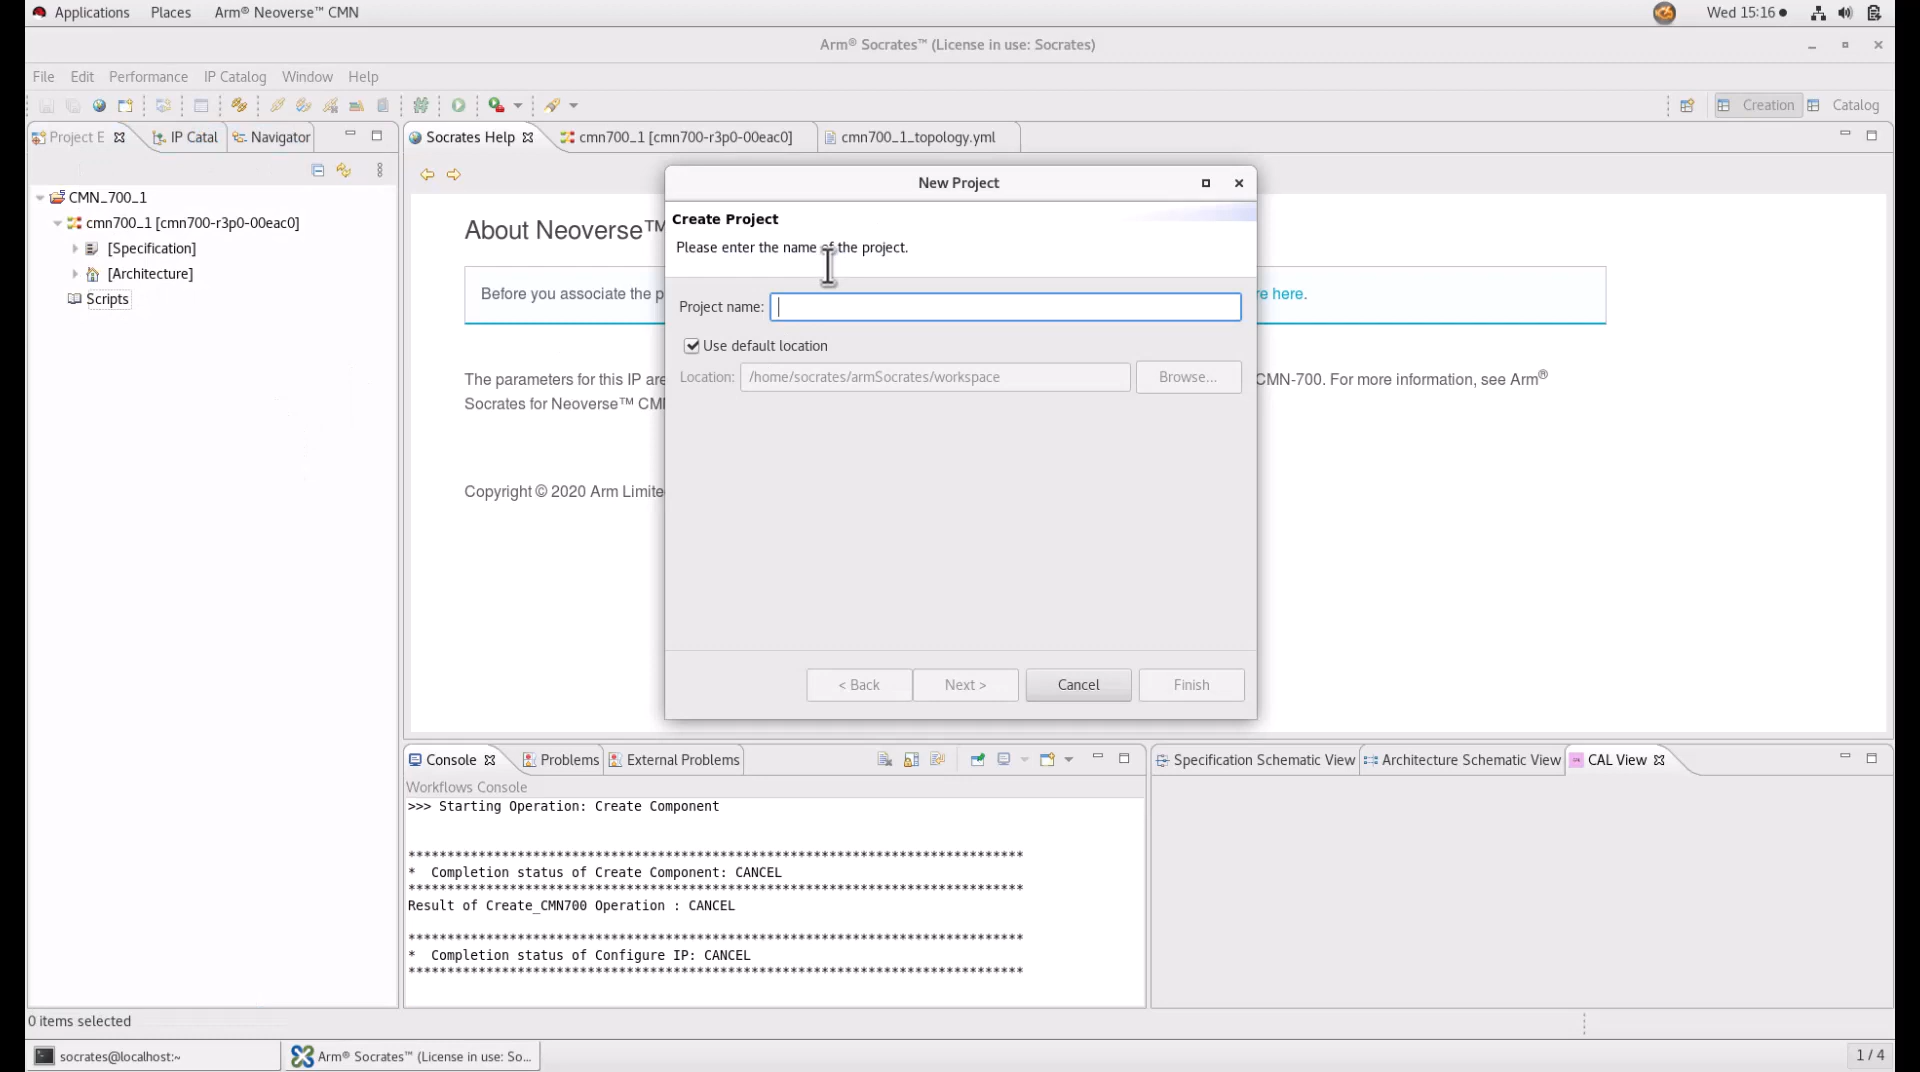 Applications Places Arm® Neoverse™ CMN Wed 15:16
Arm® Socrates™ (License in use: Socrates)
File Edit Performance IP Catalog Window Help
Creation Catalog
Project E IP Catal Navigator
Socrates Help cmn700_1 [cmn700-r3p0-00eac0] cmn700_1_topology.yml
CMN_700_1
cmn700_1 [cmn700-r3p0-00eac0]
[Specification]
[Architecture]
Scripts
About Neoverse™
Before you associate the p
re here.
The parameters for this IP are
CMN-700. For more information, see Arm®
Socrates for Neoverse™ CMN
Copyright © 2020 Arm Limite
New Project
Create Project
Please enter the name of the project.
Project name:
Use default location
Location: /home/socrates/armSocrates/workspace Browse...
< Back Next > Cancel Finish
Console Problems External Problems
Workflows Console
>>> Starting Operation: Create Component
*******************************************************************************
* Completion status of Create Component: CANCEL
*******************************************************************************
Result of Create_CMN700 Operation : CANCEL
*******************************************************************************
* Completion status of Configure IP: CANCEL
*******************************************************************************
Specification Schematic View Architecture Schematic View CAL View
0 items selected
socrates@localhost:~ Arm® Socrates™ (License in use: So... 1 / 4